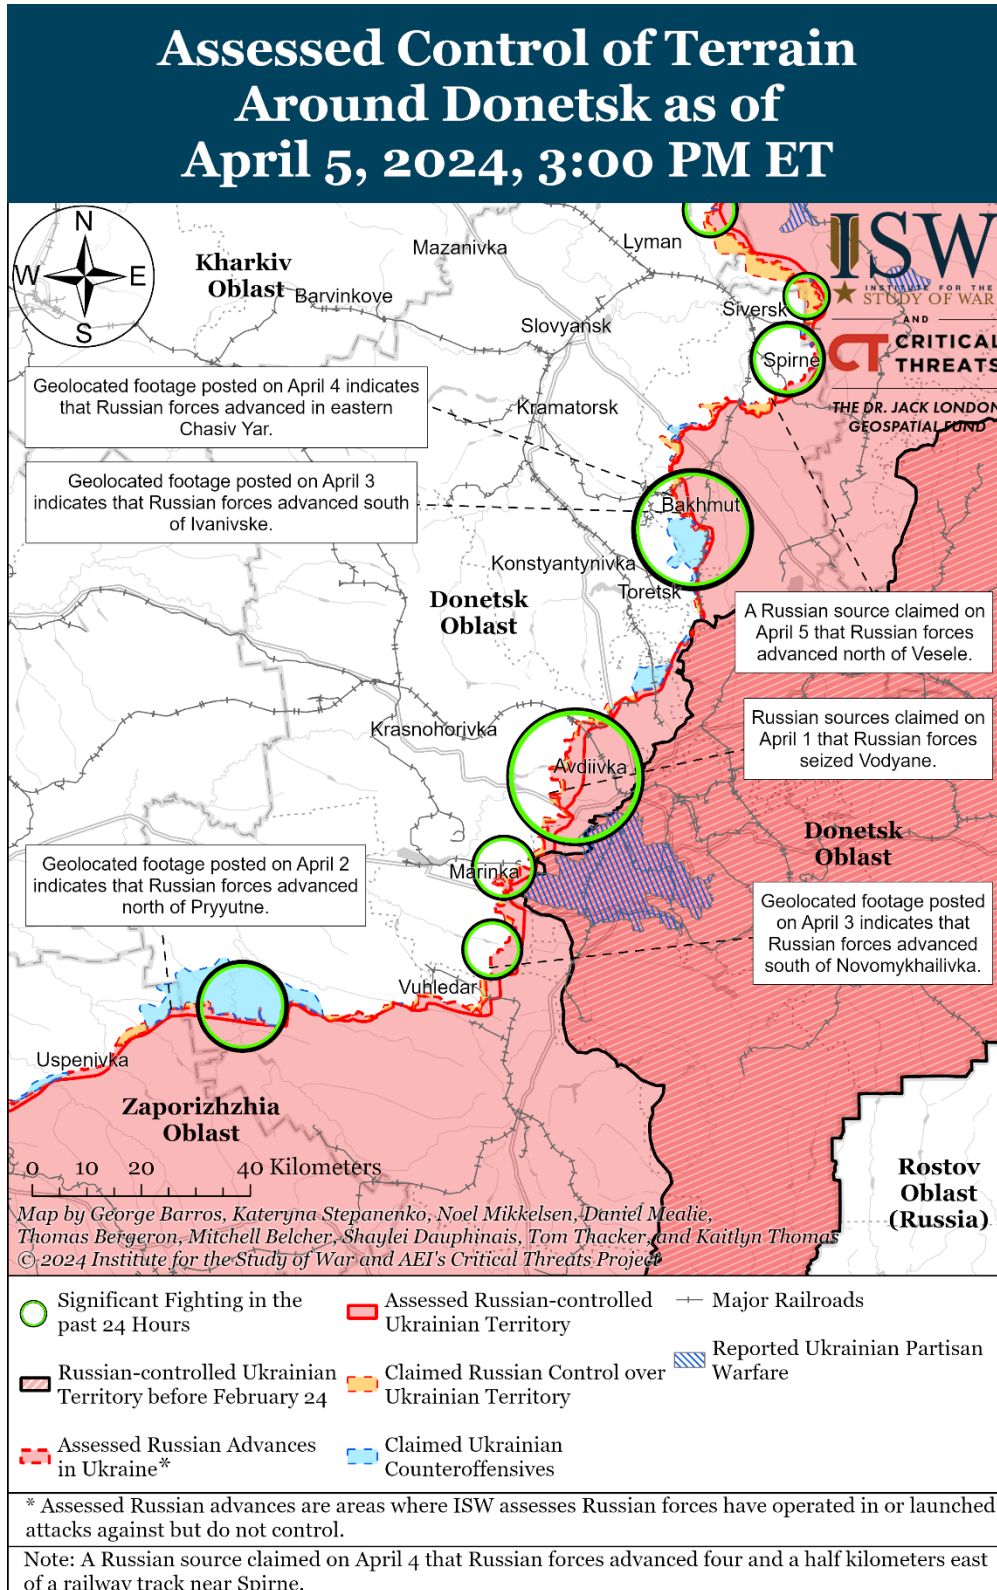 Assessed Control of Terrain
Around Donetsk as of
April 5, 2024, 3:00 PM ET
N
W
E
S
ISW
INSTITUTE FOR THE
STUDY OF WAR
AND
CT CRITICAL
THREATS
THE DR. JACK LONDON
GEOSPATIAL FUND
Kharkiv
Oblast
Mazanivka
Lyman
Barvinkove
Siversk
Slovyansk
Spirne
Geolocated footage posted on April 4 indicates
that Russian forces advanced in eastern
Chasiv Yar.
Kramatorsk
Geolocated footage posted on April 3
indicates that Russian forces advanced south
of Ivanivske.
Bakhmut
Konstyantynivka
Toretsk
Donetsk
Oblast
A Russian source claimed on
April 5 that Russian forces
advanced north of Vesele.
Krasnohorivka
Russian sources claimed on
April 1 that Russian forces
seized Vodyane.
Avdiivka
Donetsk
Oblast
Geolocated footage posted on April 2
indicates that Russian forces advanced
north of Pryyutne.
Marinka
Geolocated footage posted
on April 3 indicates that
Russian forces advanced
south of Novomykhailivka.
Vuhledar
Uspenivka
Zaporizhzhia
Oblast
0 10 20 40 Kilometers
Rostov
Oblast
(Russia)
Map by George Barros, Kateryna Stepanenko, Noel Mikkelsen, Daniel Mealie,
Thomas Bergeron, Mitchell Belcher, Shaylei Dauphinais, Tom Thacker, and Kaitlyn Thomas
© 2024 Institute for the Study of War and AEI's Critical Threats Project
Significant Fighting in the
past 24 Hours
Russian-controlled Ukrainian
Territory before February 24
Assessed Russian Advances
in Ukraine*
Assessed Russian-controlled
Ukrainian Territory
Claimed Russian Control over
Ukrainian Territory
Claimed Ukrainian
Counteroffensives
Major Railroads
Reported Ukrainian Partisan
Warfare
* Assessed Russian advances are areas where ISW assesses Russian forces have operated in or launched
attacks against but do not control.
Note: A Russian source claimed on April 4 that Russian forces advanced four and a half kilometers east
of a railway track near Spirne.